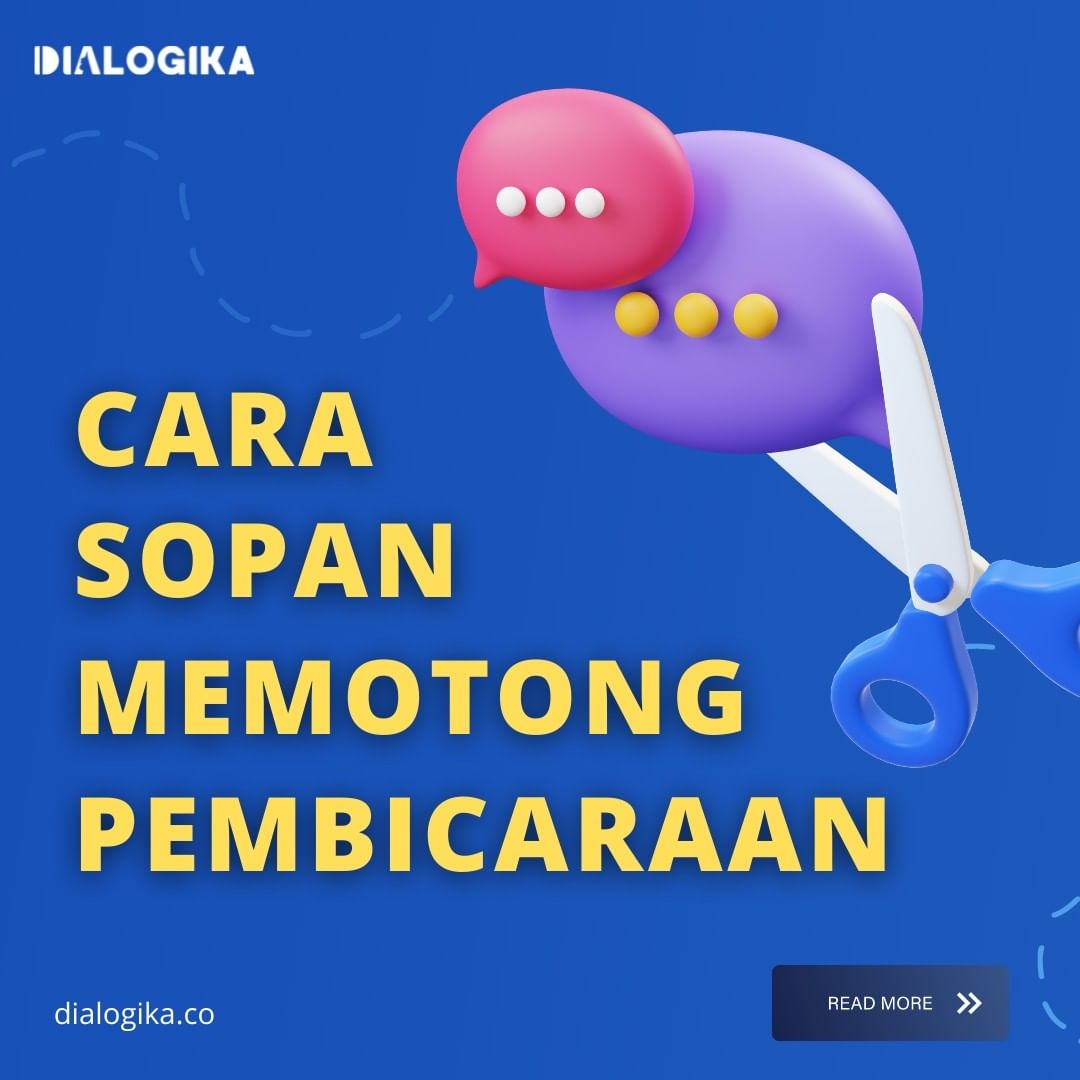 DIALOGIKA
CARA
SOPAN
MEMOTONG
PEMBICARAAN
dialogika.co
READ MORE